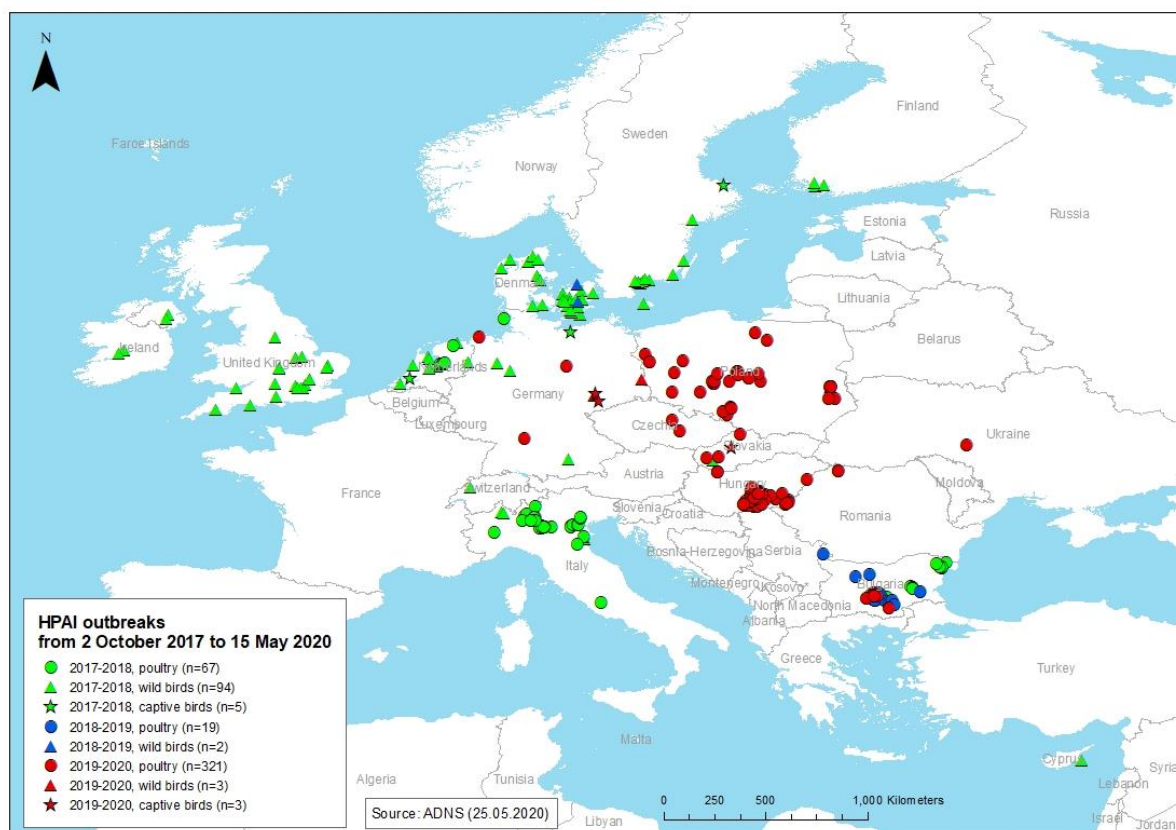 N
Finland
Sweden
Faroe Islands
Norway
Russia
Estonia
Latvia
Denmark
Lithuania
Ireland
United Kingdom
Belarus
Netherlands
Poland
Germany
Belgium
Luxembourg
Czechia
Ukraine
Slovakia
France
Austria
Moldova
Switzerland
Hungary
Slovenia
Croatia
Romania
Bosnia-Herzegovina
Serbia
Italy
Montenegro
Kosovo*
Bulgaria
North Macedonia
Albania
Greece
Turkey
HPAI outbreaks
from 2 October 2017 to 15 May 2020
2017-2018, poultry (n=67)
2017-2018, wild birds (n=94)
2017-2018, captive birds (n=5)
2018-2019, poultry (n=19)
2018-2019, wild birds (n=2)
2019-2020, poultry (n=321)
2019-2020, wild birds (n=3)
2019-2020, captive birds (n=3)
Malta
Cyprus
Syria
Lebanon
Algeria
Tunisia
Source: ADNS (25.05.2020)
0 250 500 1,000 Kilometers
Libyan
Israel
Jordan